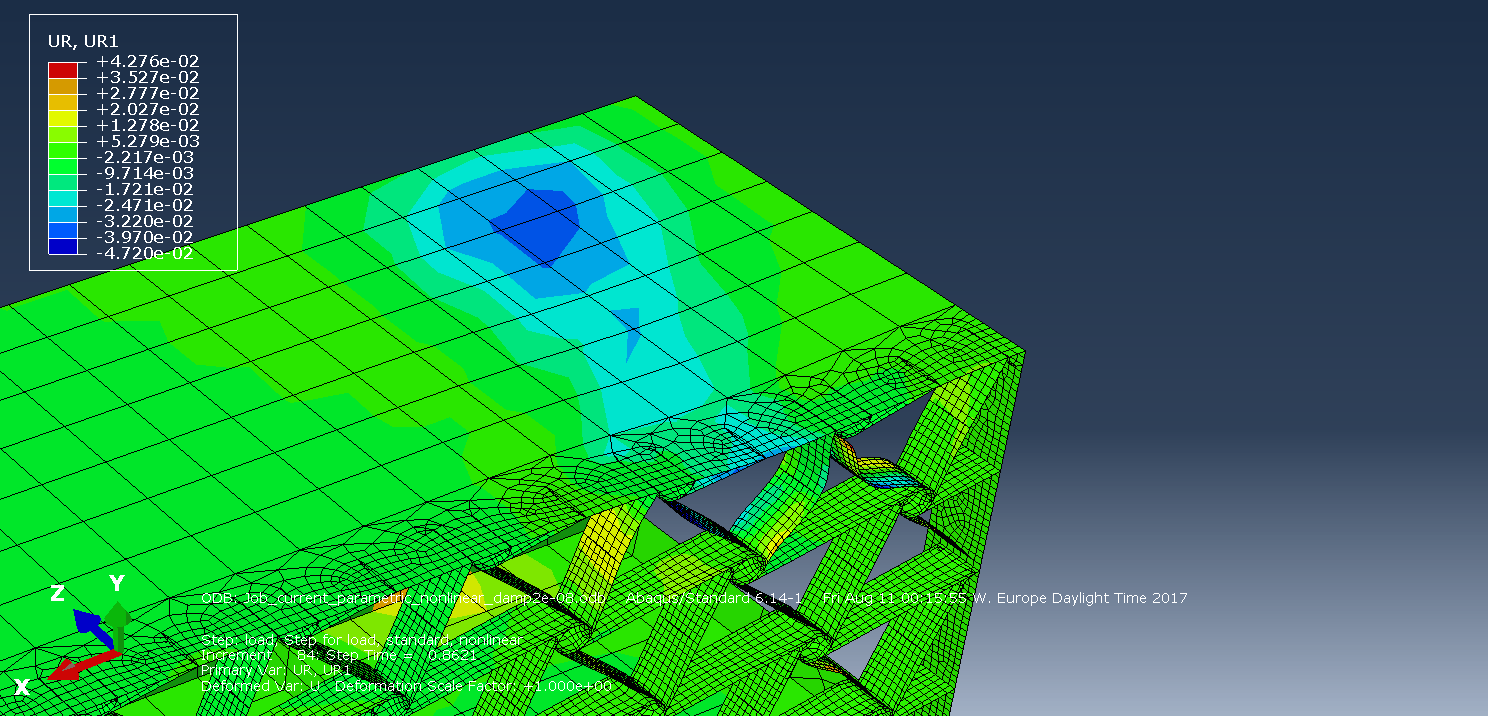 UR, UR1
+4.276e-02
+3.527e-02
+2.777e-02
+2.027e-02
+1.278e-02
+5.279e-03
-2.217e-03
-9.714e-03
-1.721e-02
-2.471e-02
-3.220e-02
-3.970e-02
-4.720e-02
Y
Z
X
ODB: Job_current_parametric_nonlinear_damp2e-08.odb Abaqus/Standard 6.14-1 Fri Aug 11 00:15:55 W. Europe Daylight Time 2017
Step: load, Step for load, standard, nonlinear
Increment 84: Step Time = 0.8621
Primary Var: UR, UR1
Deformed Var: U Deformation Scale Factor: +1.000e+00